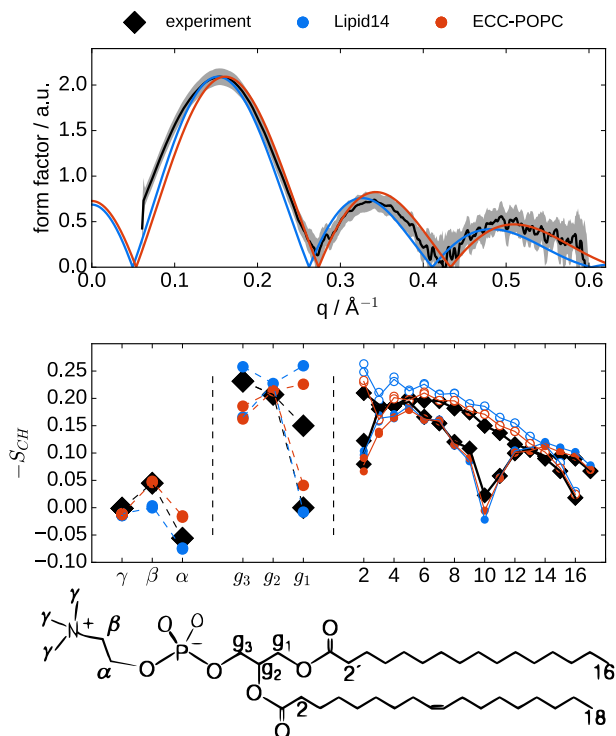 experiment Lipid14 ECC-POPC
form factor / a.u.
2.0
1.5
1.0
0.5
0.0
0.0 0.1 0.2 0.3 0.4 0.5 0.6
q / Å⁻¹
−S_CH
0.25
0.20
0.15
0.10
0.05
0.00
−0.05
−0.10
γ β α g₃ g₂ g₁ 2 4 6 8 10 12 14 16
γ
γ N + β
γ
α
O O
P −
O O
g₃ g₁
g₂
O
O
2´ 16
O
O
2 18